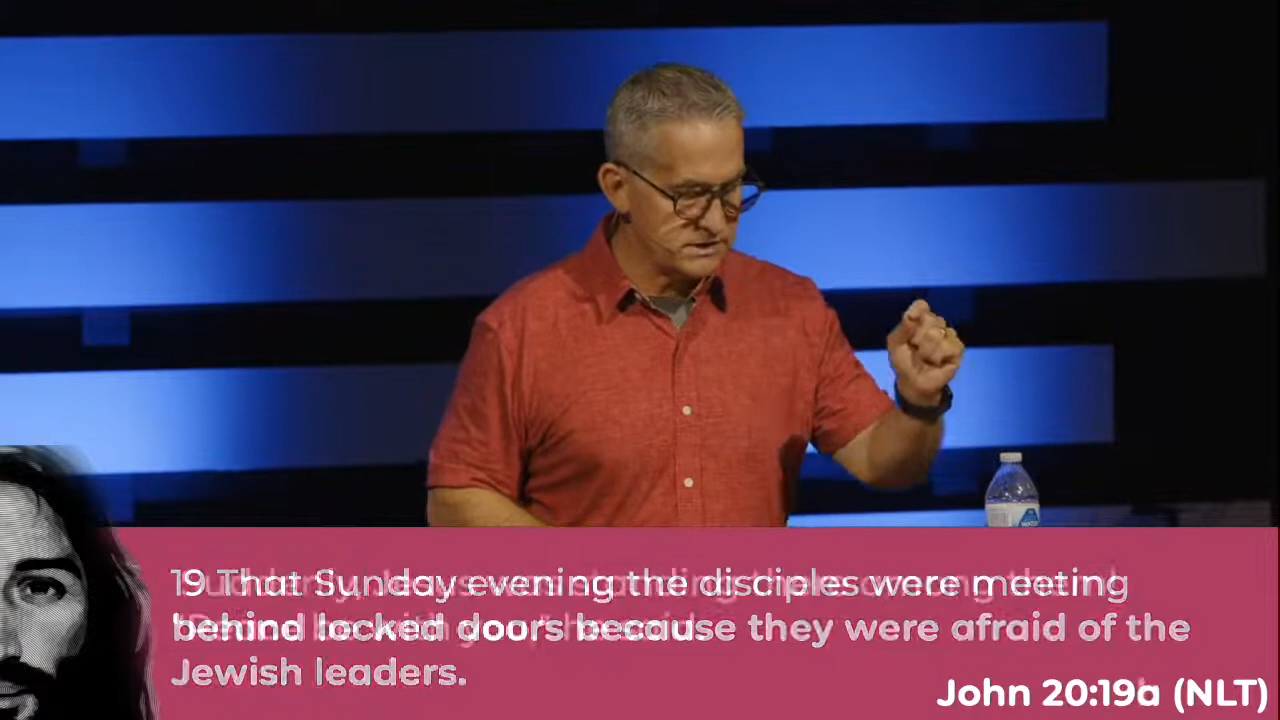 19 That Sunday evening the disciples were meeting
behind locked doors because they were afraid of the
Jewish leaders.
John 20:19a (NLT)